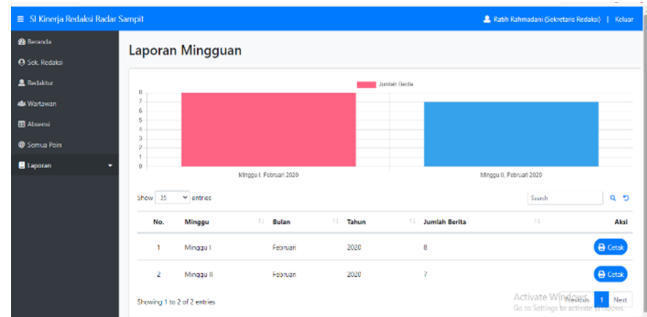 SI Kinerja Redaksi Radar Sampit
Ratih Rahmadani (Sekretaris Redaksi) | Keluar
Beranda
Sek. Redaksi
Redaktur
Wartawan
Absensi
Semua Poin
Laporan
Laporan Mingguan
Jumlah Berita
8
7
6
5
4
3
2
1
0
Minggu I, Februari 2020
Minggu II, Februari 2020
Show 35 entries
Search
No. Minggu Bulan Tahun Jumlah Berita Aksi
1 Minggu I Februari 2020 8 Cetak
2 Minggu II Februari 2020 7 Cetak
Showing 1 to 2 of 2 entries
Previous 1 Next
Activate Windows
Go to Settings to activate Windows.